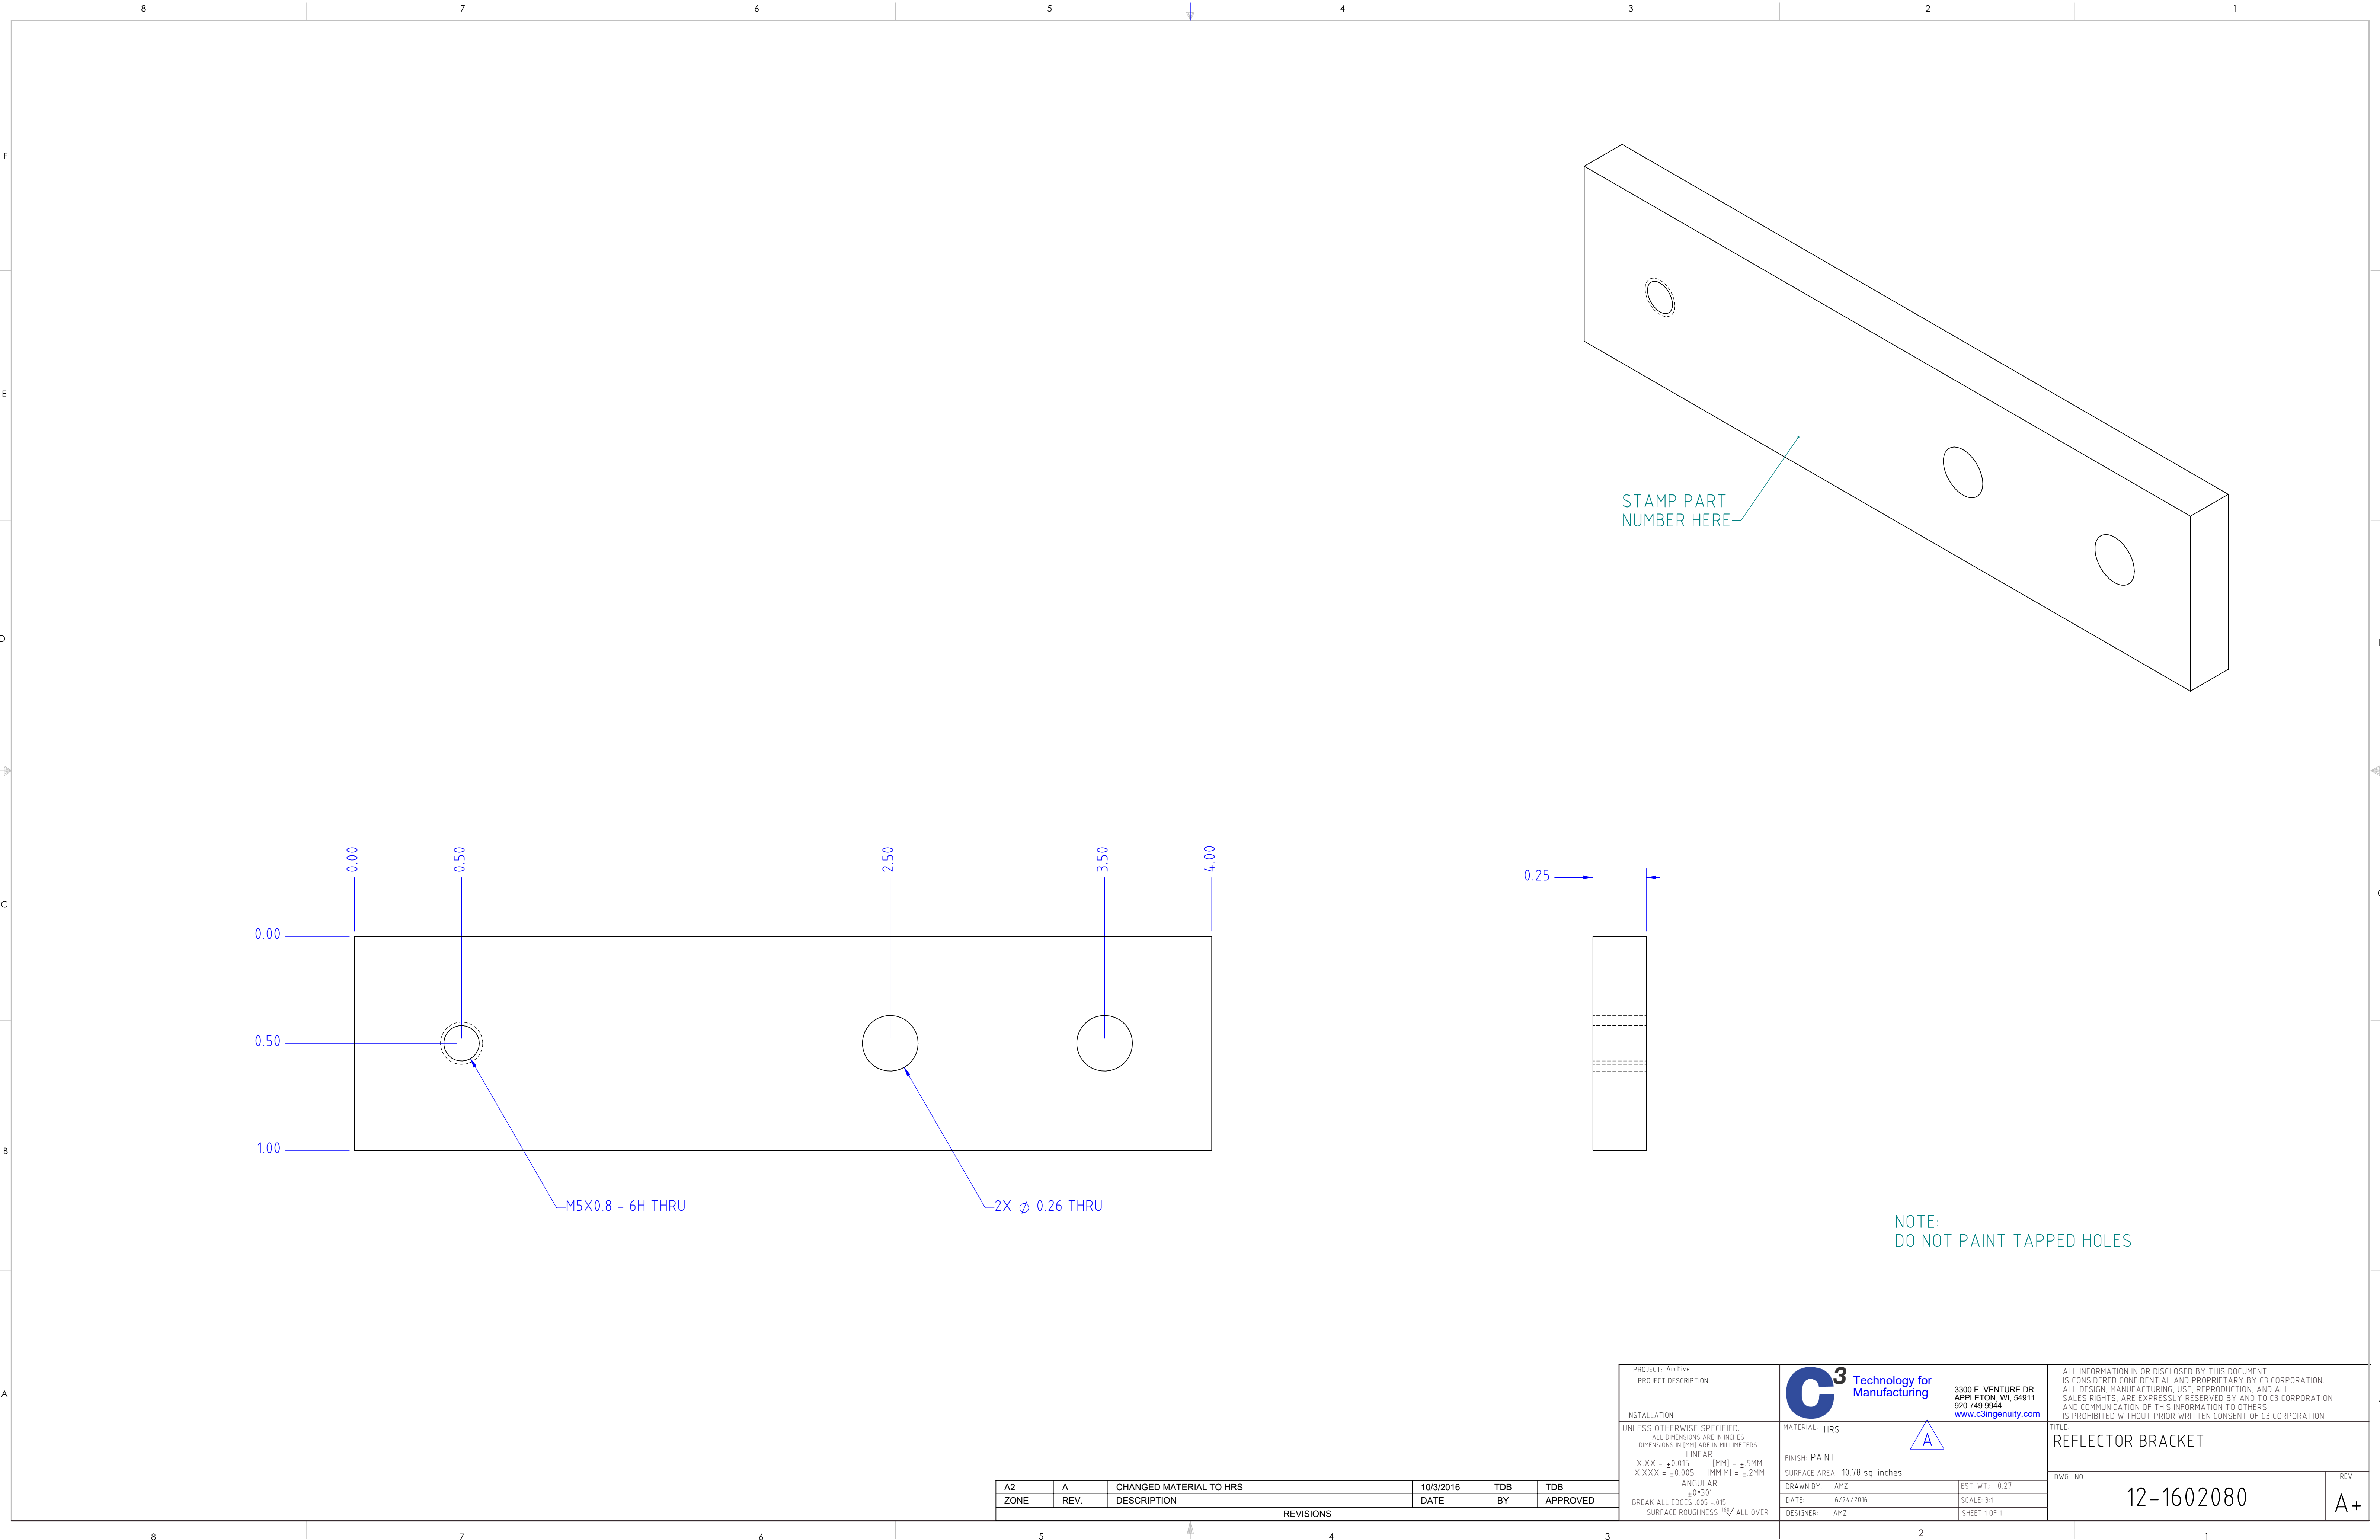 8 7 6 5 4 3 2 1
F
E
D
C
B
A
STAMP PART
NUMBER HERE
0.00
0.50
2.50
3.50
4.00
0.00
0.50
1.00
M5X0.8 - 6H THRU
2X ⌀ 0.26 THRU
0.25
NOTE:
DO NOT PAINT TAPPED HOLES
A2 A CHANGED MATERIAL TO HRS 10/3/2016 TDB TDB
ZONE REV. DESCRIPTION DATE BY APPROVED
REVISIONS
PROJECT: Archive
PROJECT DESCRIPTION:
INSTALLATION:
UNLESS OTHERWISE SPECIFIED:
ALL DIMENSIONS ARE IN INCHES
DIMENSIONS IN [MM] ARE IN MILLIMETERS
LINEAR
X.XX = ±0.015 [MM] = ±.5MM
X.XXX = ±0.005 [MM.M] = ±.2MM
ANGULAR
±0°30'
BREAK ALL EDGES .005 -.015
SURFACE ROUGHNESS 160 ALL OVER
C3 Technology for
Manufacturing
3300 E. VENTURE DR.
APPLETON, WI, 54911
920.749.9944
www.c3ingenuity.com
MATERIAL: HRS
A
FINISH: PAINT
SURFACE AREA: 10.78 sq. inches
DRAWN BY: AMZ EST. WT.: 0.27
DATE: 6/24/2016 SCALE: 3:1
DESIGNER: AMZ SHEET 1 OF 1
ALL INFORMATION IN OR DISCLOSED BY THIS DOCUMENT
IS CONSIDERED CONFIDENTIAL AND PROPRIETARY BY C3 CORPORATION.
ALL DESIGN, MANUFACTURING, USE, REPRODUCTION, AND ALL
SALES RIGHTS, ARE EXPRESSLY RESERVED BY AND TO C3 CORPORATION
AND COMMUNICATION OF THIS INFORMATION TO OTHERS
IS PROHIBITED WITHOUT PRIOR WRITTEN CONSENT OF C3 CORPORATION
TITLE:
REFLECTOR BRACKET
DWG. NO. REV
12-1602080 A+
8 7 6 5 4 3 2 1